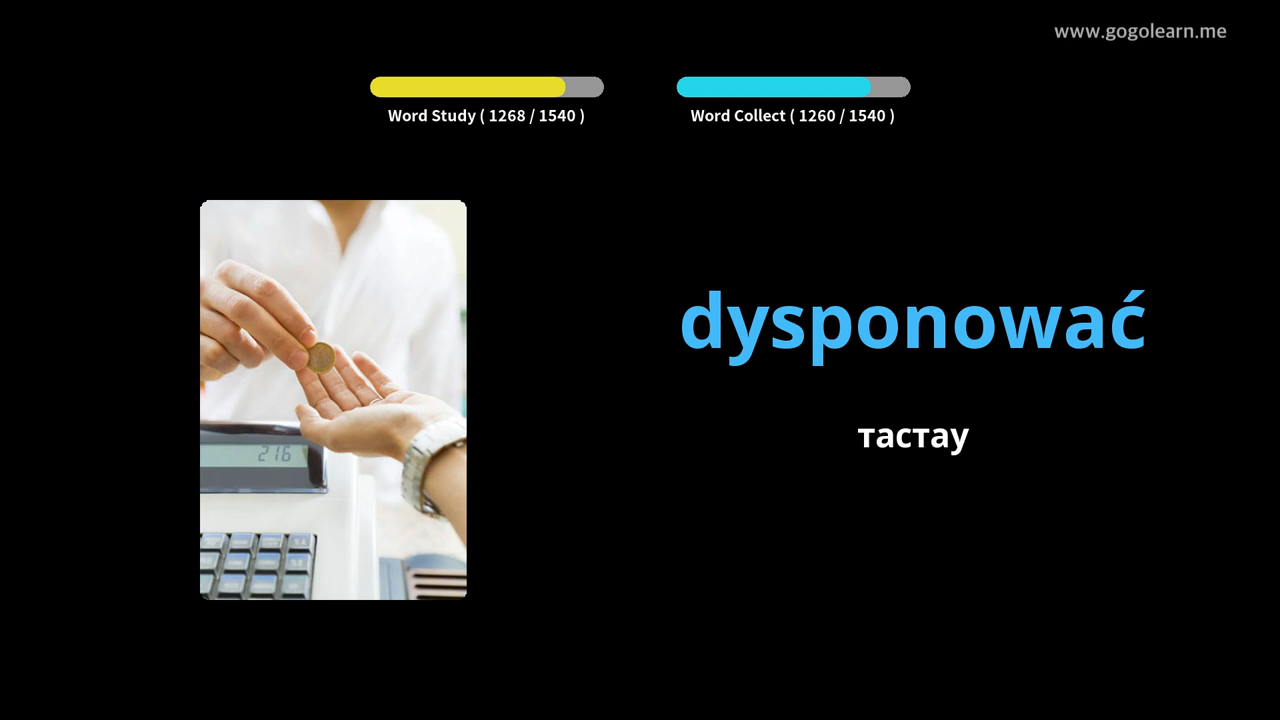 www.gogolearn.me
Word Study ( 1268 / 1540 )
Word Collect ( 1260 / 1540 )
dysponować
тастау
216